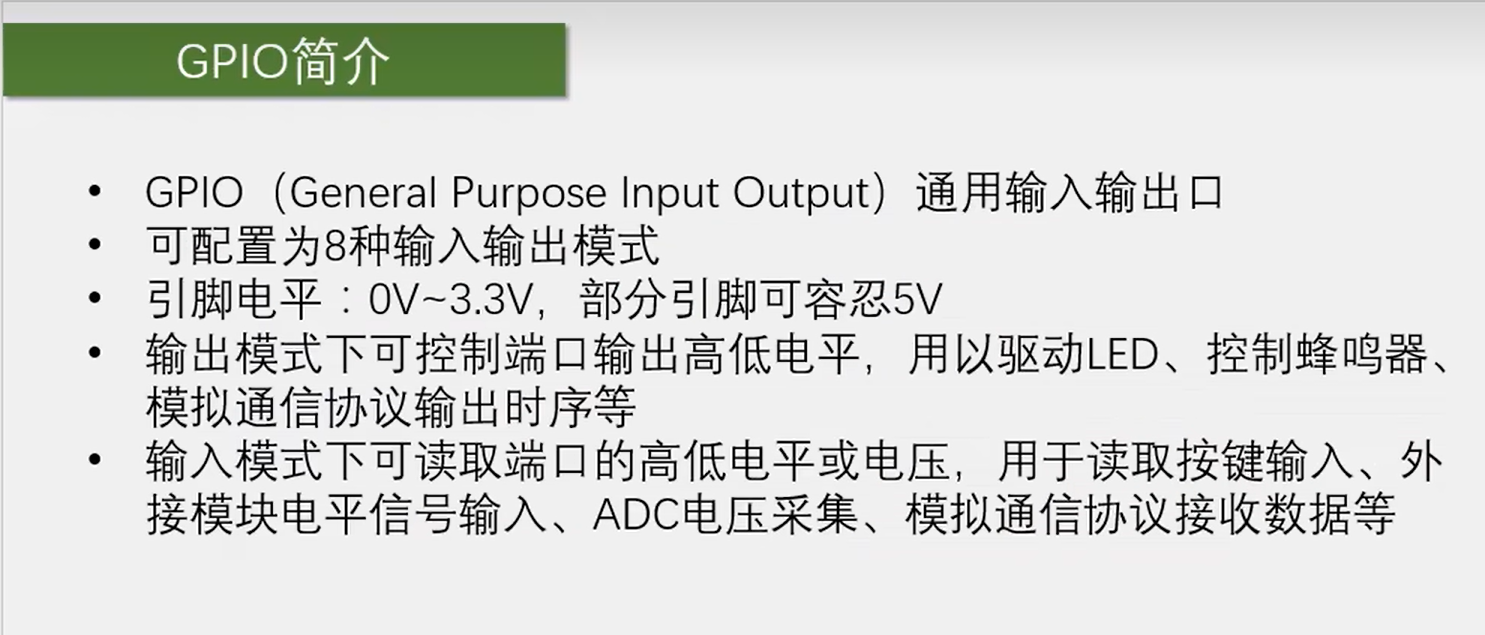 GPIO简介
• GPIO（General Purpose Input Output）通用输入输出口
• 可配置为8种输入输出模式
• 引脚电平：0V~3.3V，部分引脚可容忍5V
• 输出模式下可控制端口输出高低电平，用以驱动LED、控制蜂鸣器、
模拟通信协议输出时序等
• 输入模式下可读取端口的高低电平或电压，用于读取按键输入、外
接模块电平信号输入、ADC电压采集、模拟通信协议接收数据等